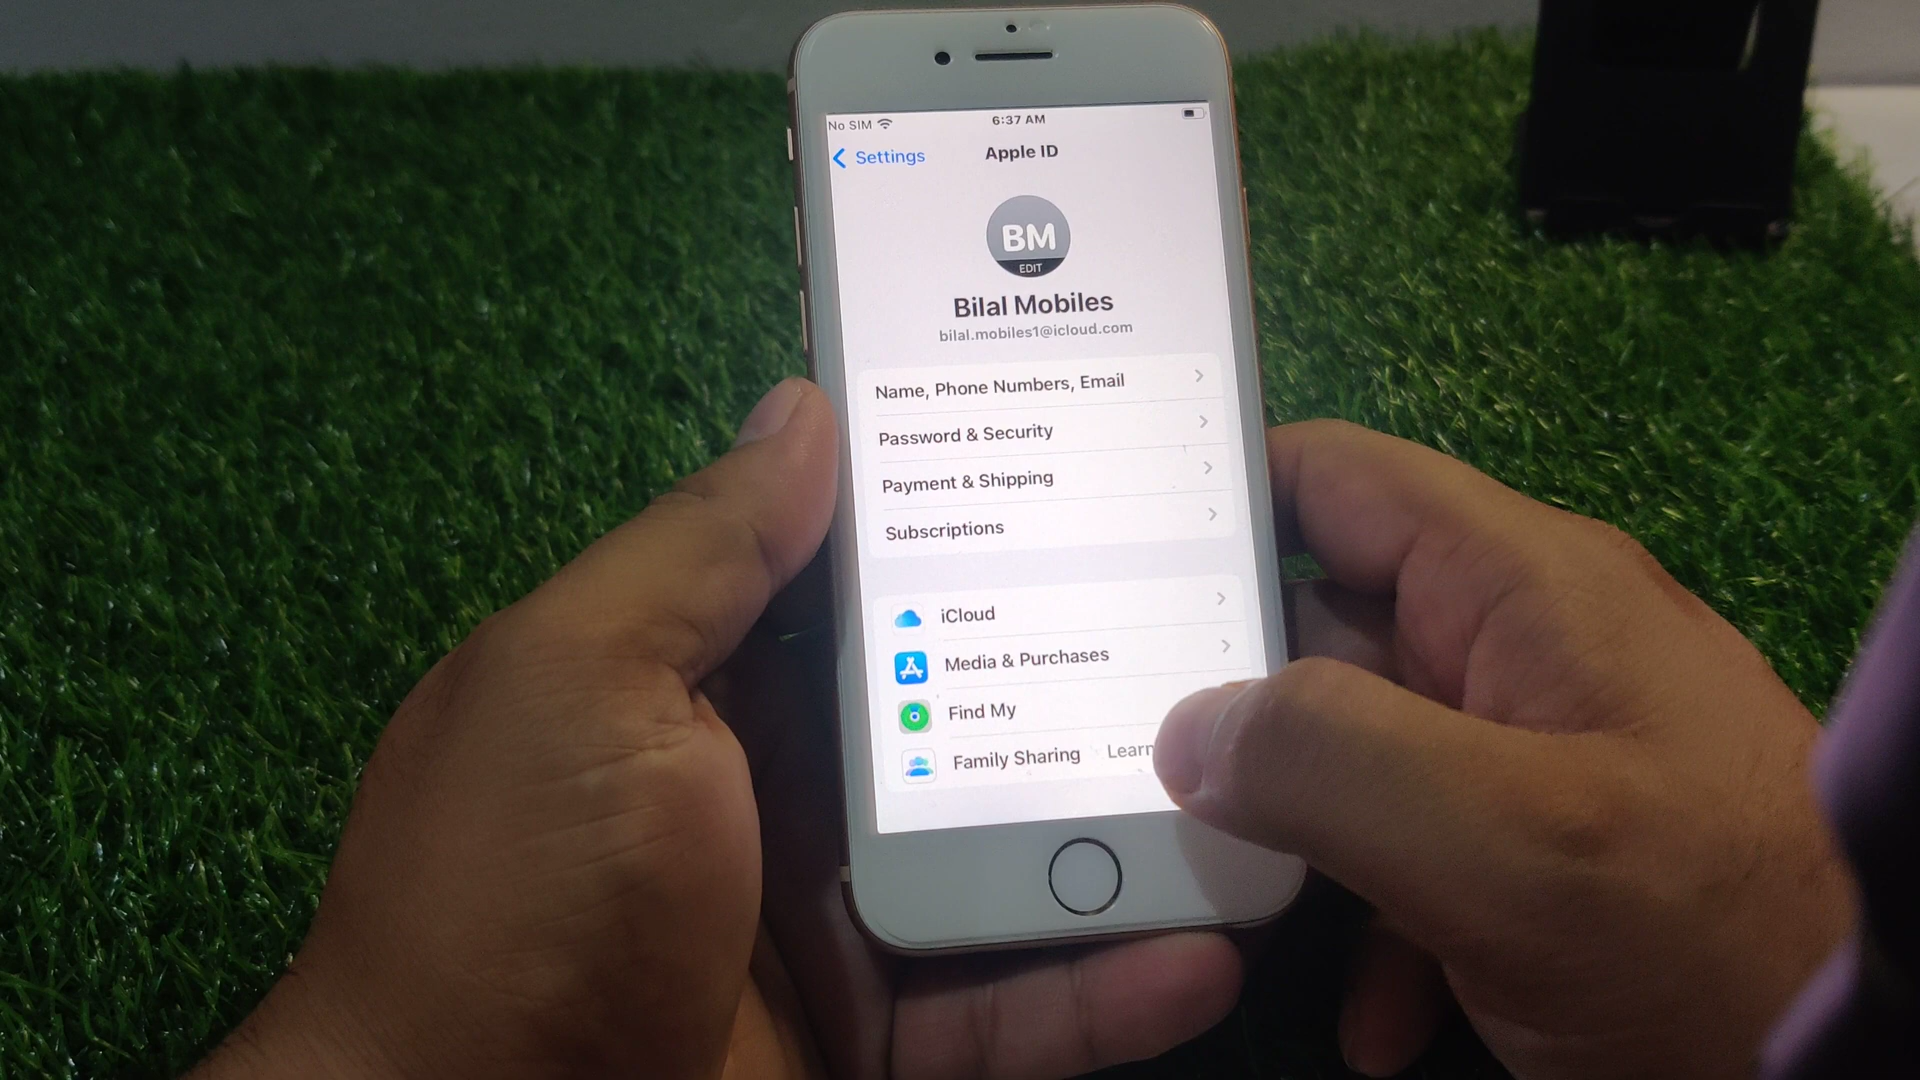 No SIM 6:37 AM
Settings Apple ID
BM
EDIT
Bilal Mobiles
bilal.mobiles1@icloud.com
Name, Phone Numbers, Email
Password & Security
Payment & Shipping
Subscriptions
iCloud
Media & Purchases
Find My
Family Sharing Learn